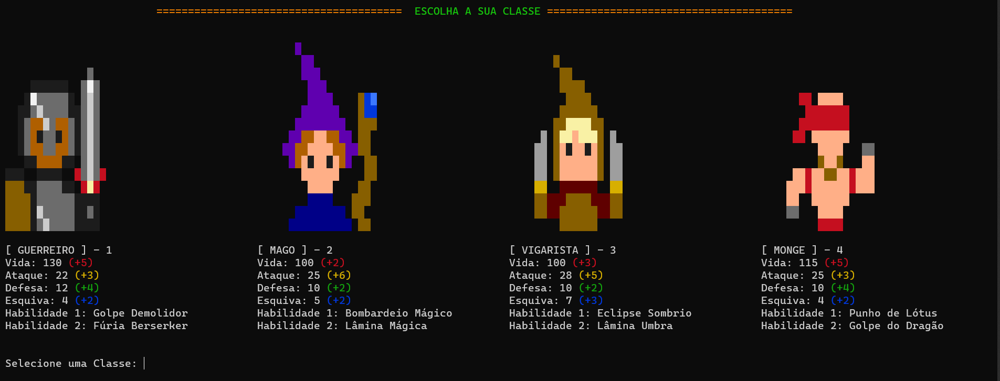 ======================================= ESCOLHA A SUA CLASSE =======================================
[ GUERREIRO ] - 1
Vida: 130 (+5)
Ataque: 22 (+3)
Defesa: 12 (+4)
Esquiva: 4 (+2)
Habilidade 1: Golpe Demolidor
Habilidade 2: Fúria Berserker
[ MAGO ] - 2
Vida: 100 (+2)
Ataque: 25 (+6)
Defesa: 10 (+2)
Esquiva: 5 (+2)
Habilidade 1: Bombardeio Mágico
Habilidade 2: Lâmina Mágica
[ VIGARISTA ] - 3
Vida: 100 (+3)
Ataque: 28 (+5)
Defesa: 10 (+2)
Esquiva: 7 (+3)
Habilidade 1: Eclipse Sombrio
Habilidade 2: Lâmina Umbra
[ MONGE ] - 4
Vida: 115 (+5)
Ataque: 25 (+3)
Defesa: 10 (+4)
Esquiva: 4 (+2)
Habilidade 1: Punho de Lótus
Habilidade 2: Golpe do Dragão
Selecione uma Classe: